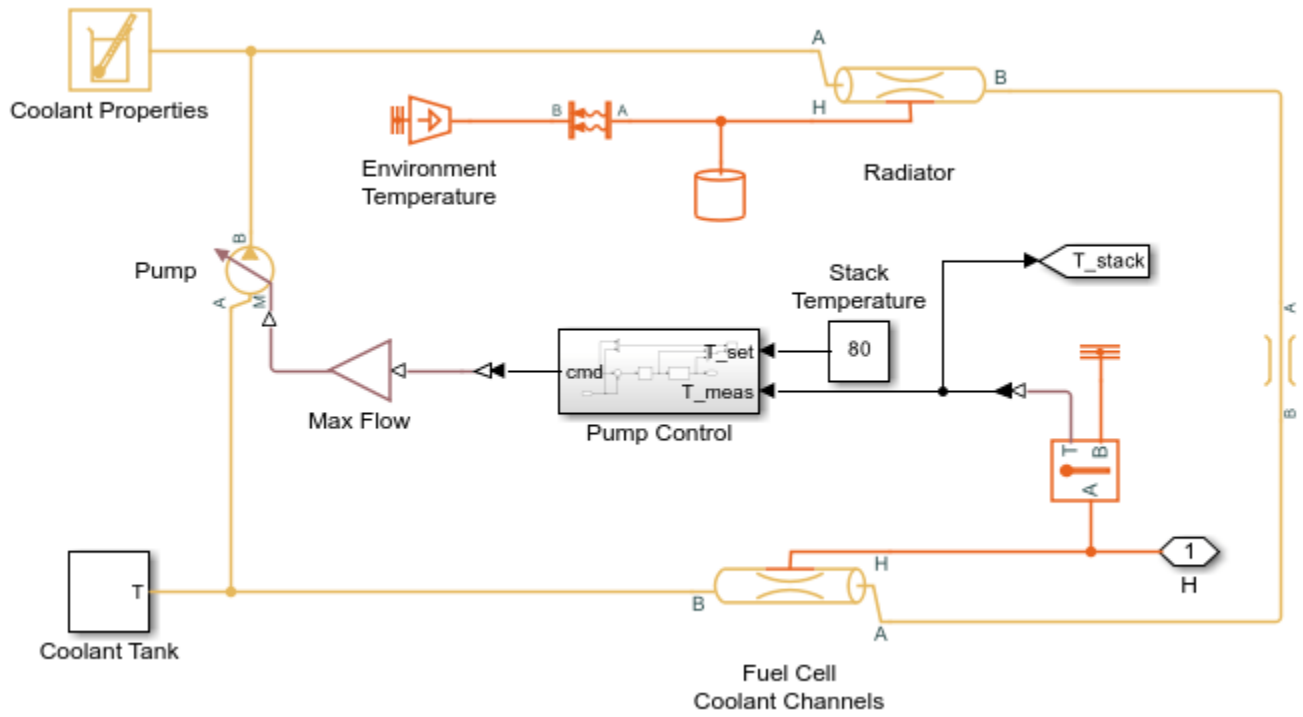 A
B
Coolant Properties
B
A
H
Environment
Temperature
Radiator
B
Pump
A
M
Stack
Temperature
T_stack
T_set
80
cmd
T_meas
Max Flow
Pump Control
A
B
T
B
A
H
1
H
T
B
A
Coolant Tank
Fuel Cell
Coolant Channels